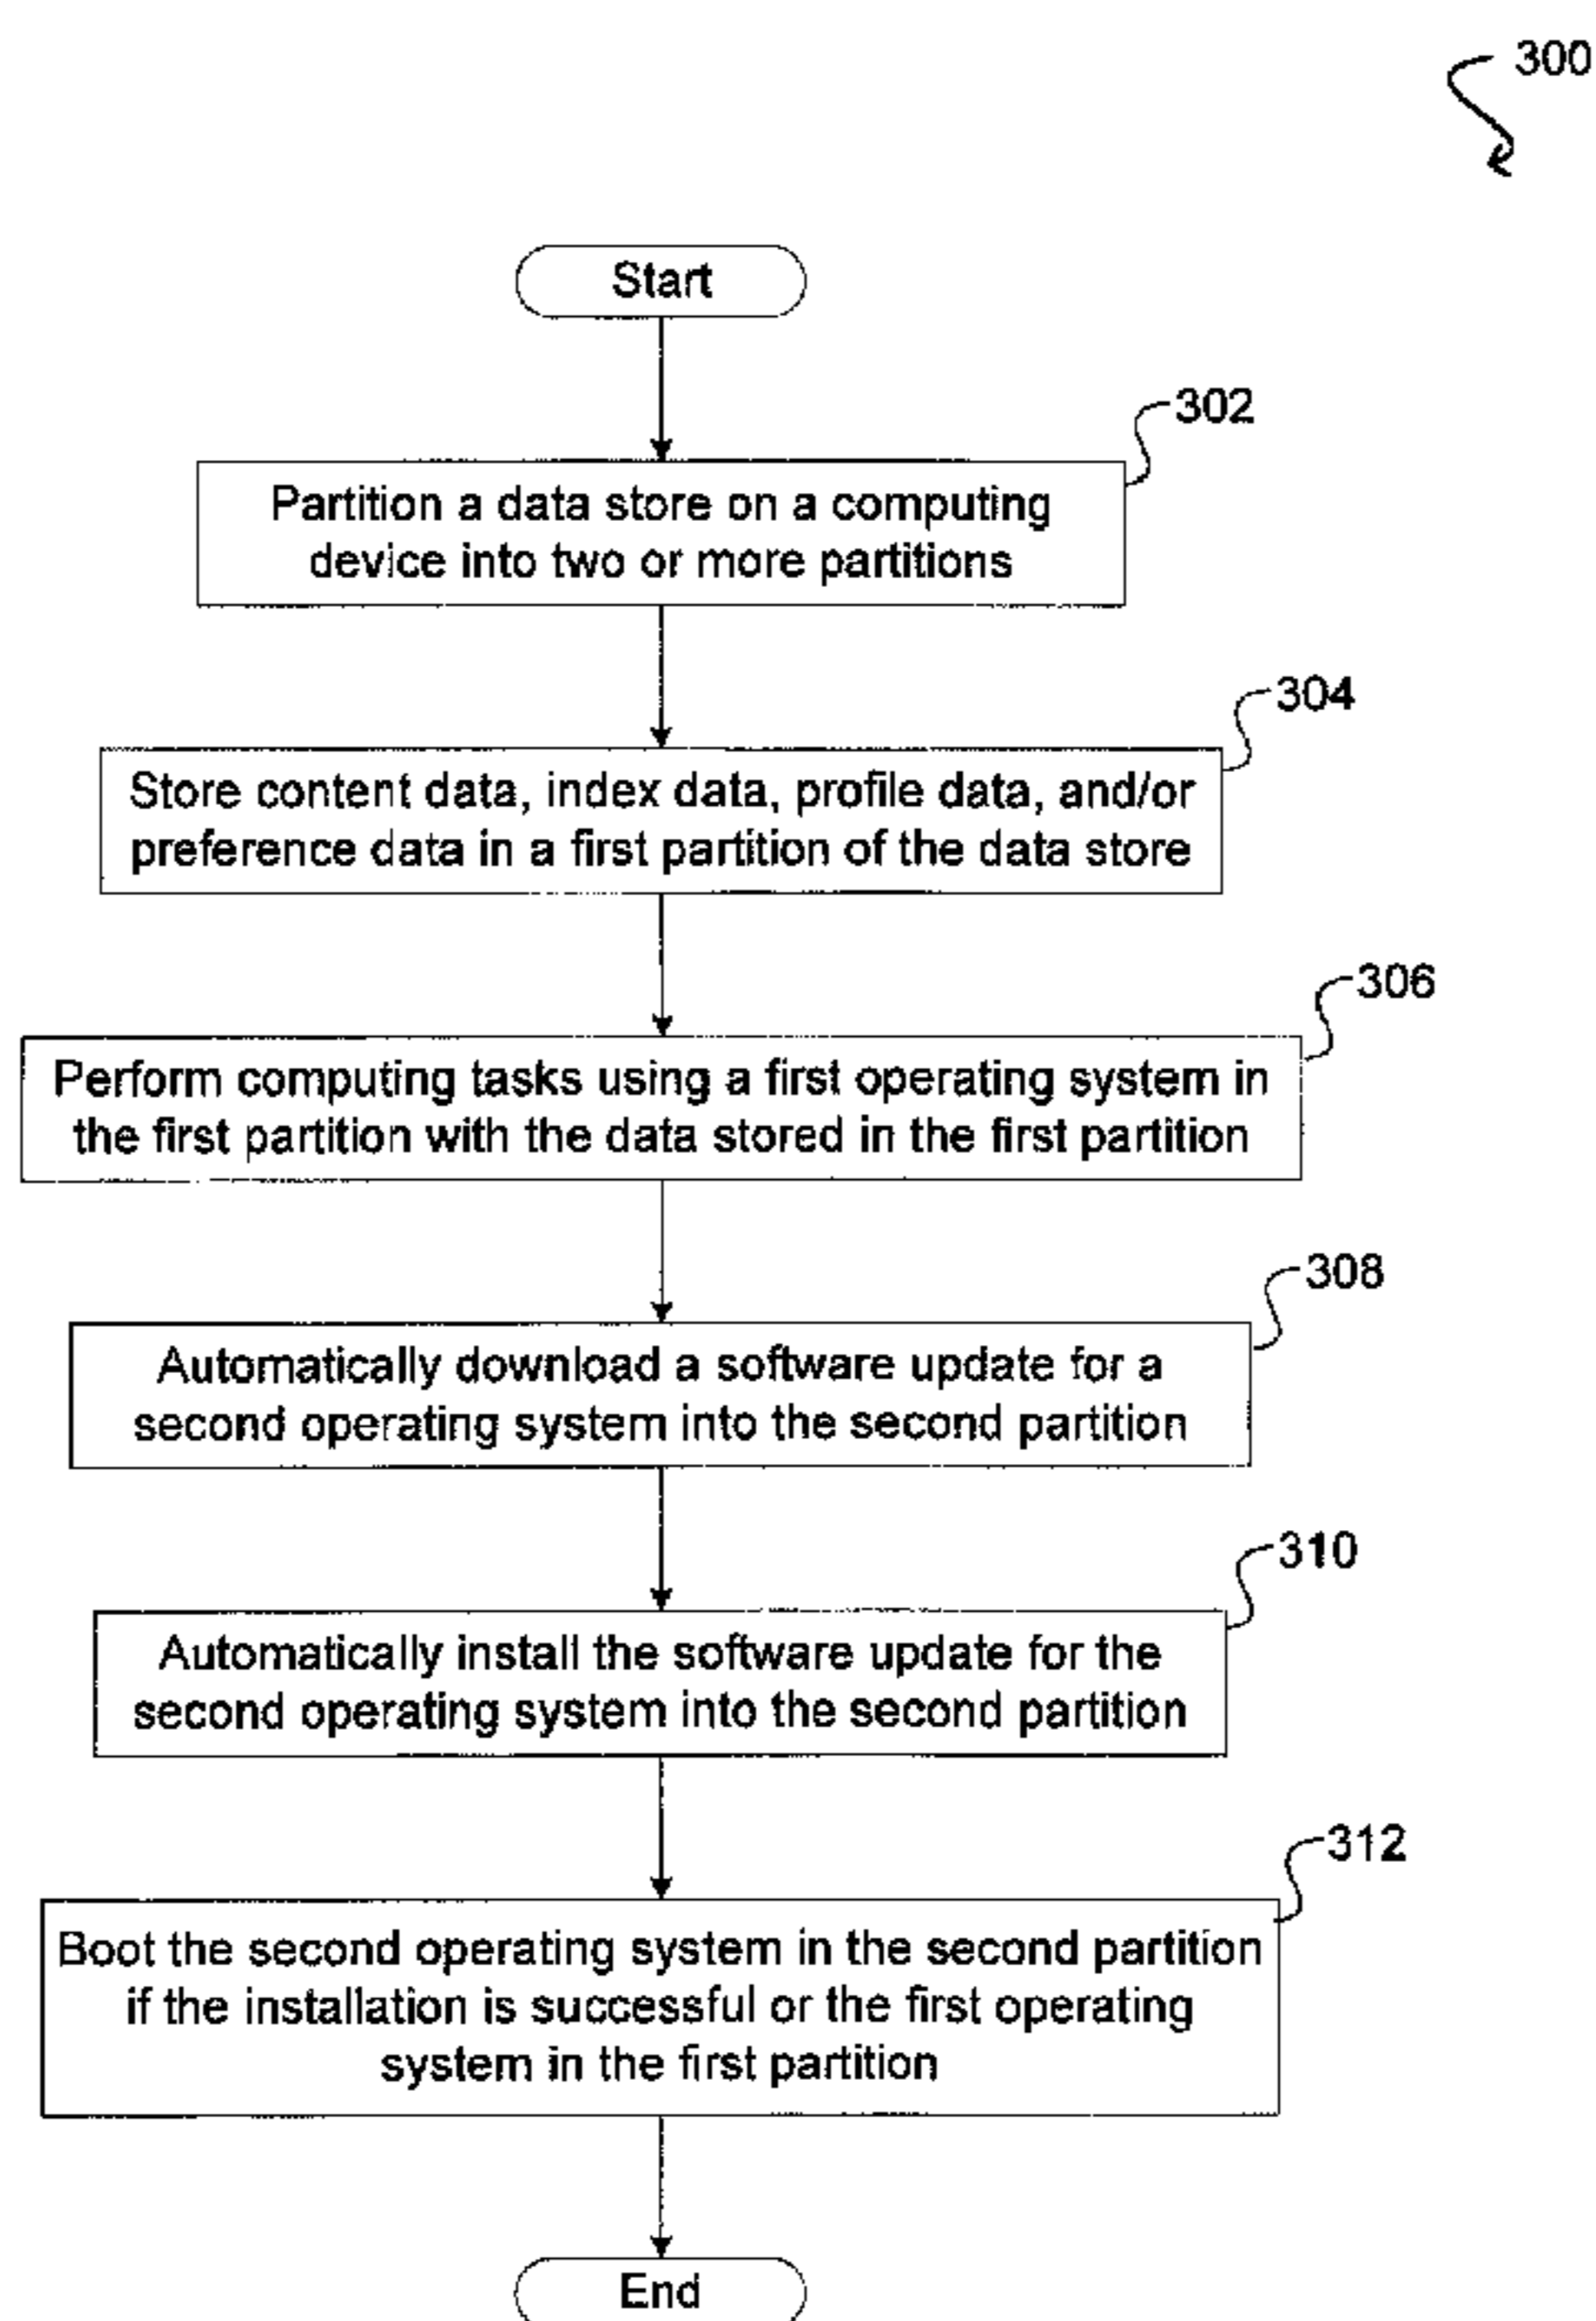 300
Start
302
Partition a data store on a computing
device into two or more partitions
304
Store content data, index data, profile data, and/or
preference data in a first partition of the data store
306
Perform computing tasks using a first operating system in
the first partition with the data stored in the first partition
308
Automatically download a software update for a
second operating system into the second partition
310
Automatically install the software update for the
second operating system into the second partition
312
Boot the second operating system in the second partition
if the installation is successful or the first operating
system in the first partition
End